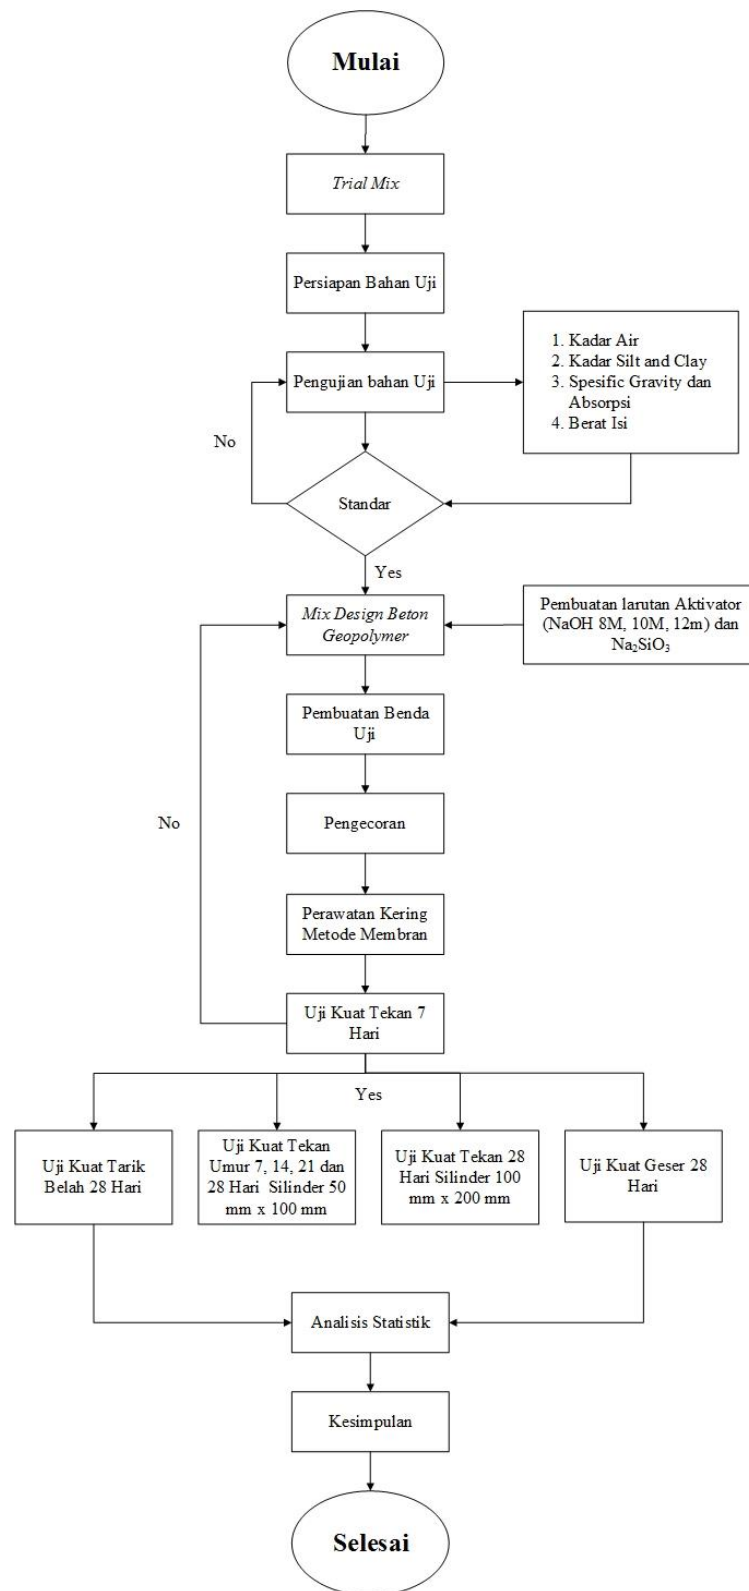 Mulai
Trial Mix
Persiapan Bahan Uji
Pengujian bahan Uji
1. Kadar Air
2. Kadar Silt and Clay
3. Spesific Gravity dan
Absorpsi
4. Berat Isi
No
Standar
Yes
Mix Design Beton
Geopolymer
Pembuatan larutan Aktivator
(NaOH 8M, 10M, 12m) dan
Na₂SiO₃
Pembuatan Benda
Uji
No
Pengecoran
Perawatan Kering
Metode Membran
Uji Kuat Tekan 7
Hari
Yes
Uji Kuat Tarik
Belah 28 Hari
Uji Kuat Tekan
Umur 7, 14, 21 dan
28 Hari Silinder 50
mm x 100 mm
Uji Kuat Tekan 28
Hari Silinder 100
mm x 200 mm
Uji Kuat Geser 28
Hari
Analisis Statistik
Kesimpulan
Selesai